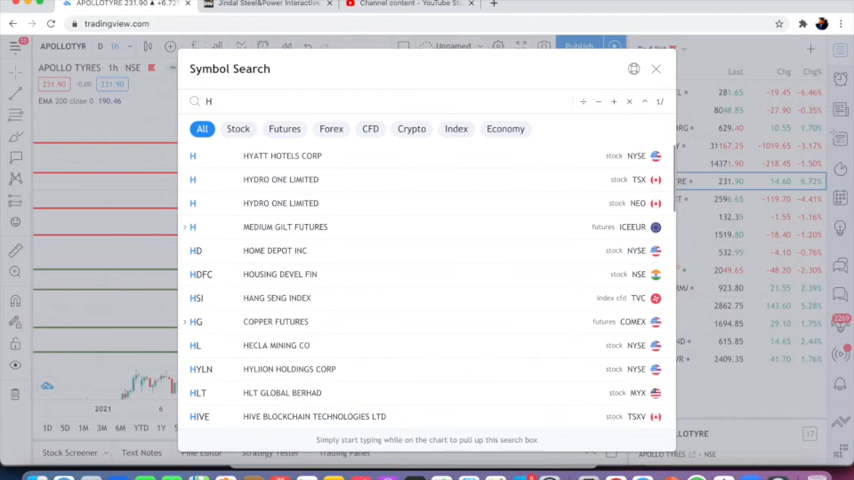 APOLLOTYRE 231.90 ▲ +6.72%
Jindal Steel&Power Interactive
Channel content - YouTube St
tradingview.com
APOLLOTYR D 1h
Unnamed
Publish
APOLLO TYRES 1h NSE
231.90 -0.00 231.90
EMA 200 close 0 190.46
Symbol Search
H
÷ − + × ^ 1/
All Stock Futures Forex CFD Crypto Index Economy
H HYATT HOTELS CORP stock NYSE
H HYDRO ONE LIMITED stock TSX
H HYDRO ONE LIMITED stock NEO
H MEDIUM GILT FUTURES futures ICEEUR
HD HOME DEPOT INC stock NYSE
HDFC HOUSING DEVEL FIN stock NSE
HSI HANG SENG INDEX index cfd TVC
HG COPPER FUTURES futures COMEX
HL HECLA MINING CO stock NYSE
HYLN HYLIION HOLDINGS CORP stock NYSE
HLT HLT GLOBAL BERHAD stock MYX
HIVE HIVE BLOCKCHAIN TECHNOLOGIES LTD stock TSXV
Simply start typing while on the chart to pull up this search box
Last Chg Chg%
281.65 -19.45 -6.46%
8048.85 -27.90 -0.35%
629.40 10.55 1.70%
31167.25 -1019.65 -3.17%
14371.90 -218.45 -1.50%
231.90 14.60 6.72%
2596.65 -119.70 -4.41%
132.35 -1.55 -1.16%
1519.80 -18.40 -1.20%
532.95 -4.10 -0.76%
2049.65 -48.20 -2.30%
923.80 21.55 2.39%
2862.75 143.60 5.28%
1694.85 29.10 1.75%
615.85 14.65 2.44%
2409.35 41.70 1.76%
2269
2021 6
1D 5D 1M 3M 6M YTD
Stock Screener Text Notes Pine Editor Strategy Tester Trading Panel
APOLLOTYRE
17
APOLLO TYRES NSE